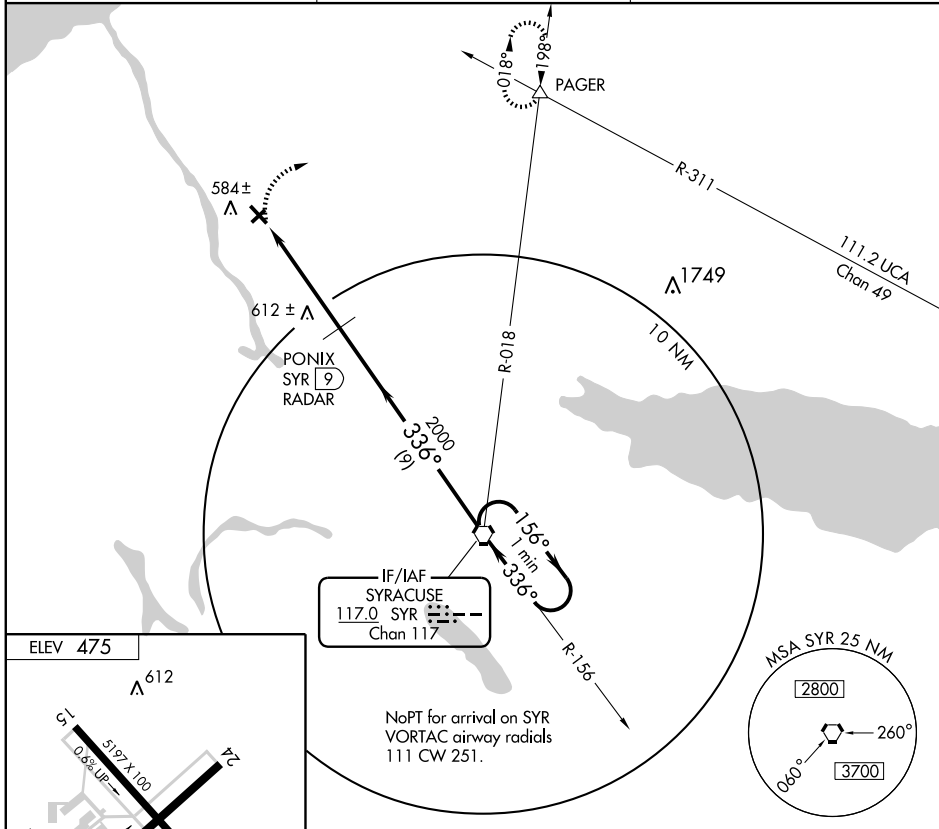 018°
198°
PAGER
R-311
584±
111.2 UCA
Chan 49
1749
612 ±
10 NM
PONIX
SYR 9
RADAR
R-018
2000
336°
(9)
156°
1 min
336°
IF/IAF
SYRACUSE
117.0 SYR
Chan 117
R-156
NoPT for arrival on SYR
VORTAC airway radials
111 CW 251.
MSA SYR 25 NM
2800
260°
060°
3700
ELEV 475
612
15
24
5197 X 100
0.6% UP